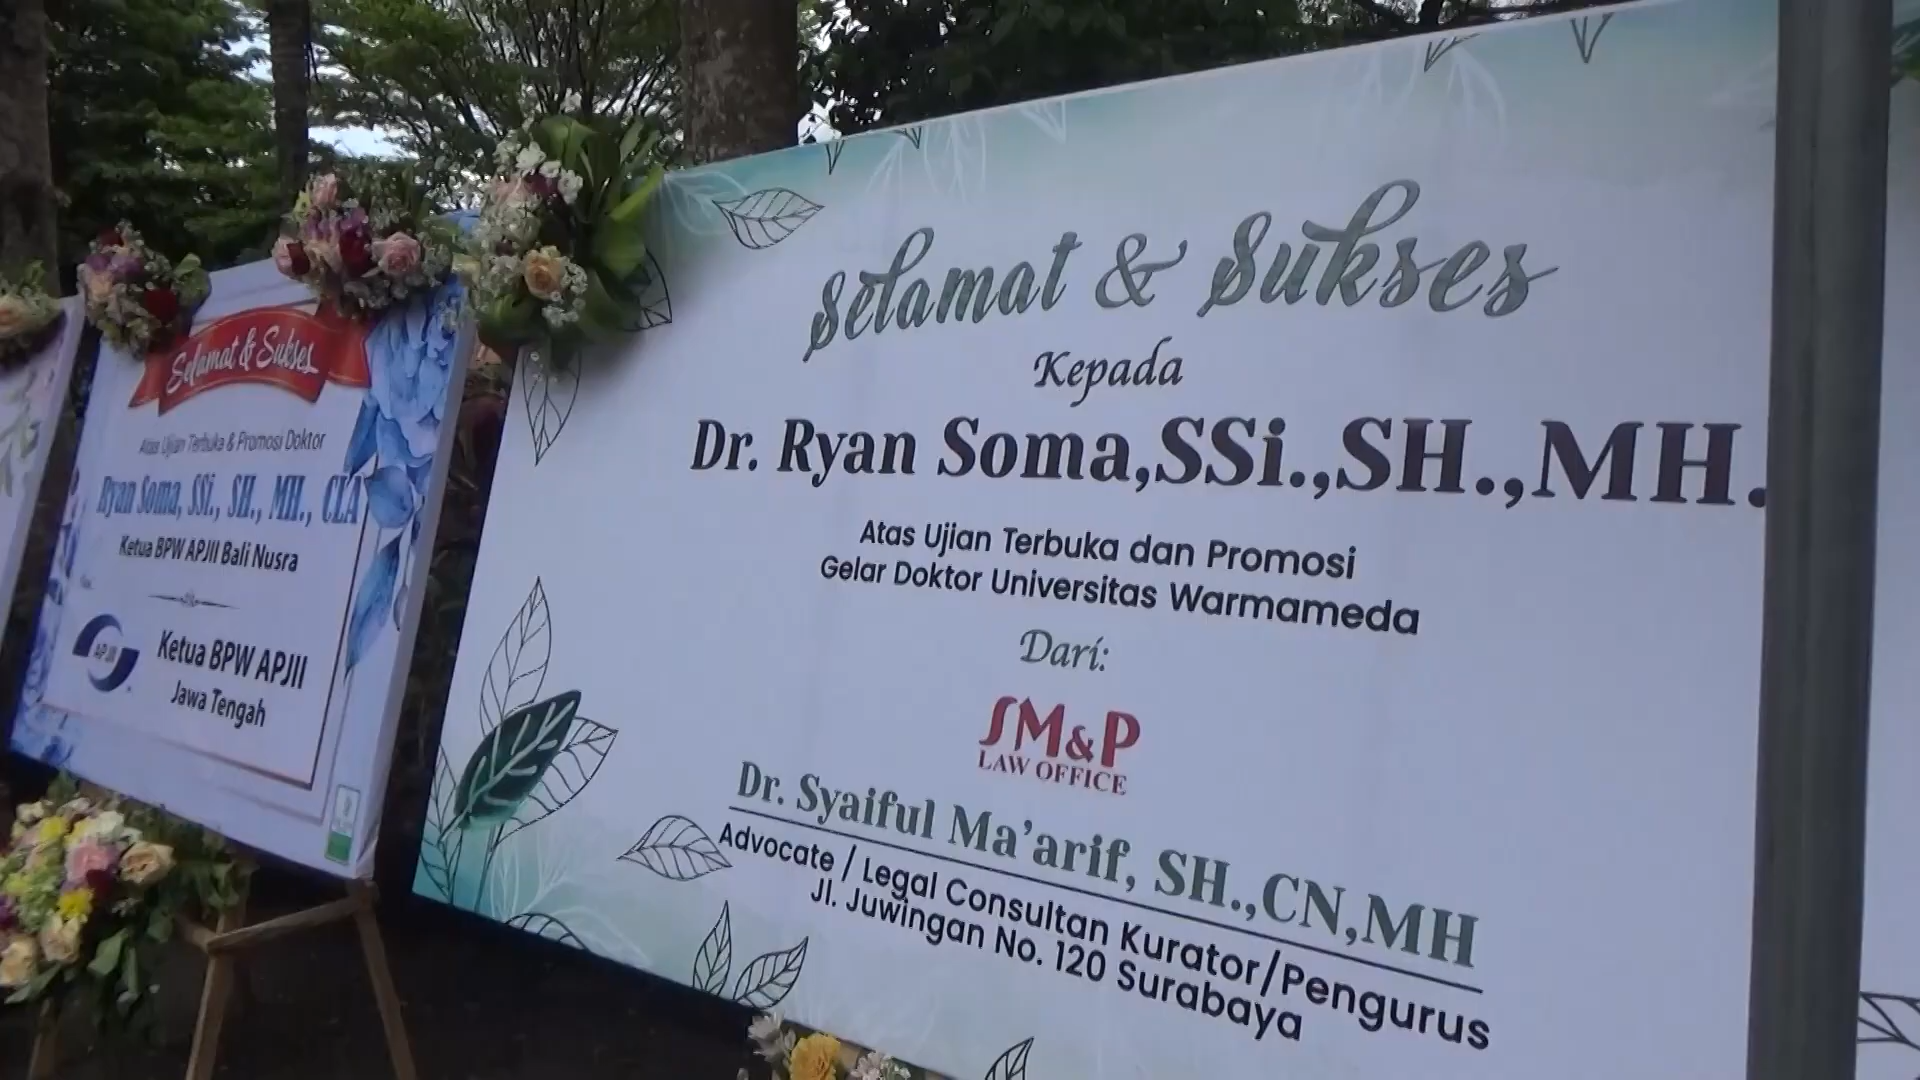 Selamat & Sukses
Atas Ujian Terbuka & Promosi Doktor
Ryan Soma, SSi., SH., MH., CLA
Ketua BPW APJII Bali Nusra
APJII
Ketua BPW APJII
Jawa Tengah
Selamat & Sukses
Kepada
Dr. Ryan Soma,SSi.,SH.,MH.
Atas Ujian Terbuka dan Promosi
Gelar Doktor Universitas Warmameda
Dari:
SM&P
LAW OFFICE
Dr. Syaiful Ma'arif, SH.,CN,MH
Advocate / Legal Consultan Kurator/Pengurus
Jl. Juwingan No. 120 Surabaya